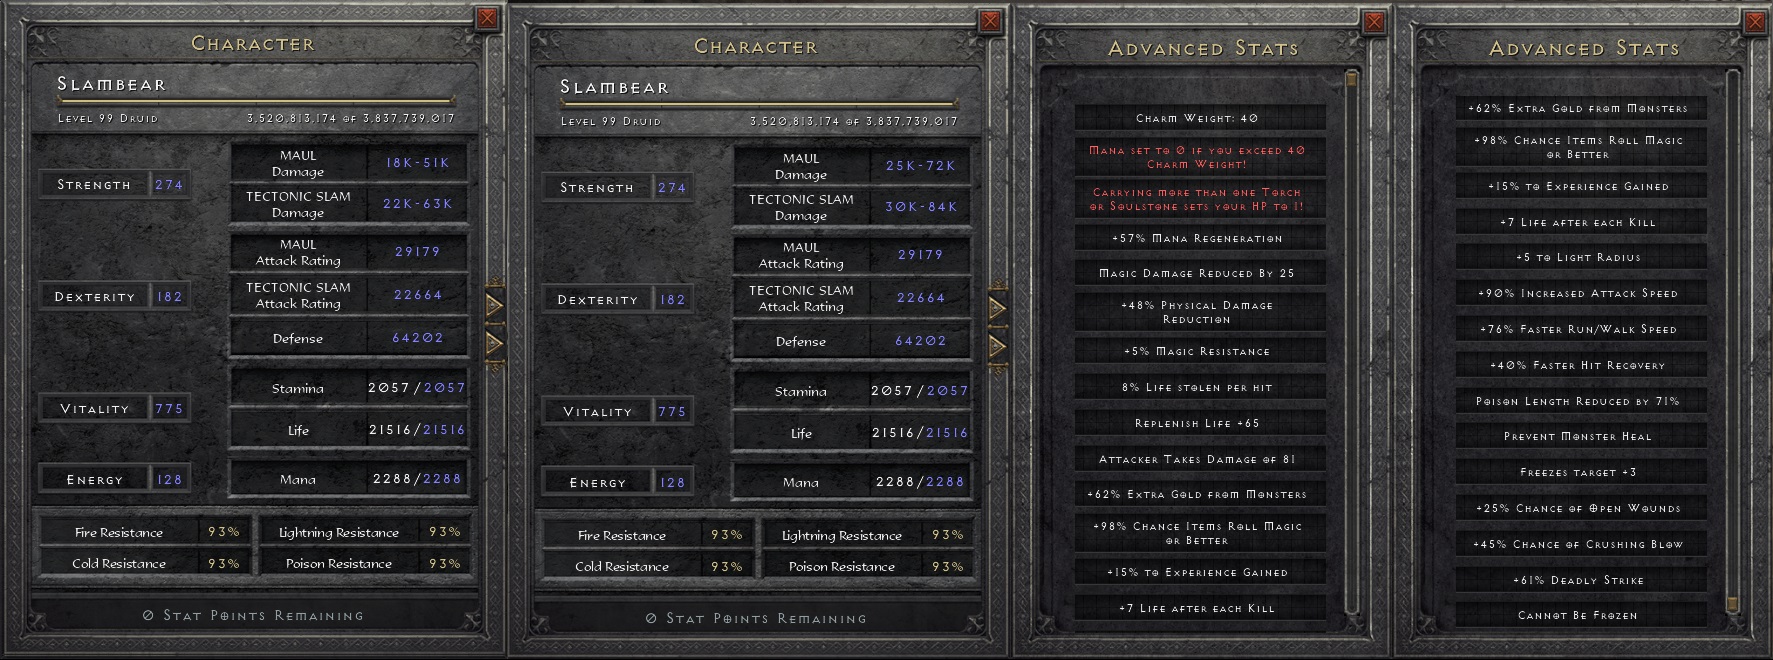 Character
Slambear
Level 99 Druid 3,520,813,174 of 3,837,739,017
Strength 274
Dexterity 182
Vitality 775
Energy 128
MAUL
Damage 18K-51K
TECTONIC SLAM
Damage 22K-63K
MAUL
Attack Rating 29179
TECTONIC SLAM
Attack Rating 22664
Defense 64202
Stamina 2057/2057
Life 21516/21516
Mana 2288/2288
Fire Resistance 93% Lightning Resistance 93%
Cold Resistance 93% Poison Resistance 93%
0 Stat Points Remaining
Character
Slambear
Level 99 Druid 3,520,813,174 of 3,837,739,017
Strength 274
Dexterity 182
Vitality 775
Energy 128
MAUL
Damage 25K-72K
TECTONIC SLAM
Damage 30K-84K
MAUL
Attack Rating 29179
TECTONIC SLAM
Attack Rating 22664
Defense 64202
Stamina 2057/2057
Life 21516/21516
Mana 2288/2288
Fire Resistance 93% Lightning Resistance 93%
Cold Resistance 93% Poison Resistance 93%
0 Stat Points Remaining
Advanced Stats
Charm Weight: 40
Mana set to 0 if you exceed 40
Charm Weight!
Carrying more than one Torch
or Soulstone sets your HP to 1!
+57% Mana Regeneration
Magic Damage Reduced By 25
+48% Physical Damage
Reduction
+5% Magic Resistance
8% Life stolen per hit
Replenish Life +65
Attacker Takes Damage of 81
+62% Extra Gold from Monsters
+98% Chance Items Roll Magic
or Better
+15% to Experience Gained
+7 Life after each Kill
Advanced Stats
+62% Extra Gold from Monsters
+98% Chance Items Roll Magic
or Better
+15% to Experience Gained
+7 Life after each Kill
+5 to Light Radius
+90% Increased Attack Speed
+76% Faster Run/Walk Speed
+40% Faster Hit Recovery
Poison Length Reduced by 71%
Prevent Monster Heal
Freezes target +3
+25% Chance of Open Wounds
+45% Chance of Crushing Blow
+61% Deadly Strike
Cannot Be Frozen